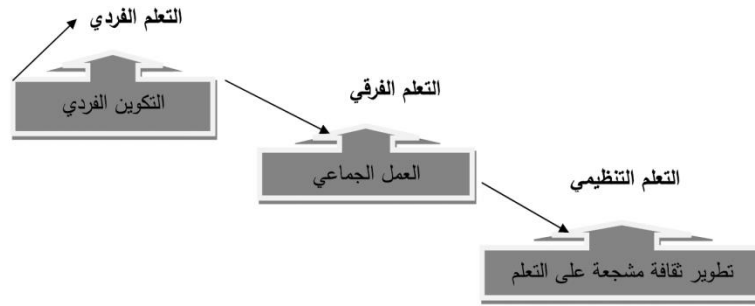 التعلم الفردي
التكوين الفردي
التعلم الفرقي
العمل الجماعي
التعلم التنظيمي
تطوير ثقافة مشجعة على التعلم